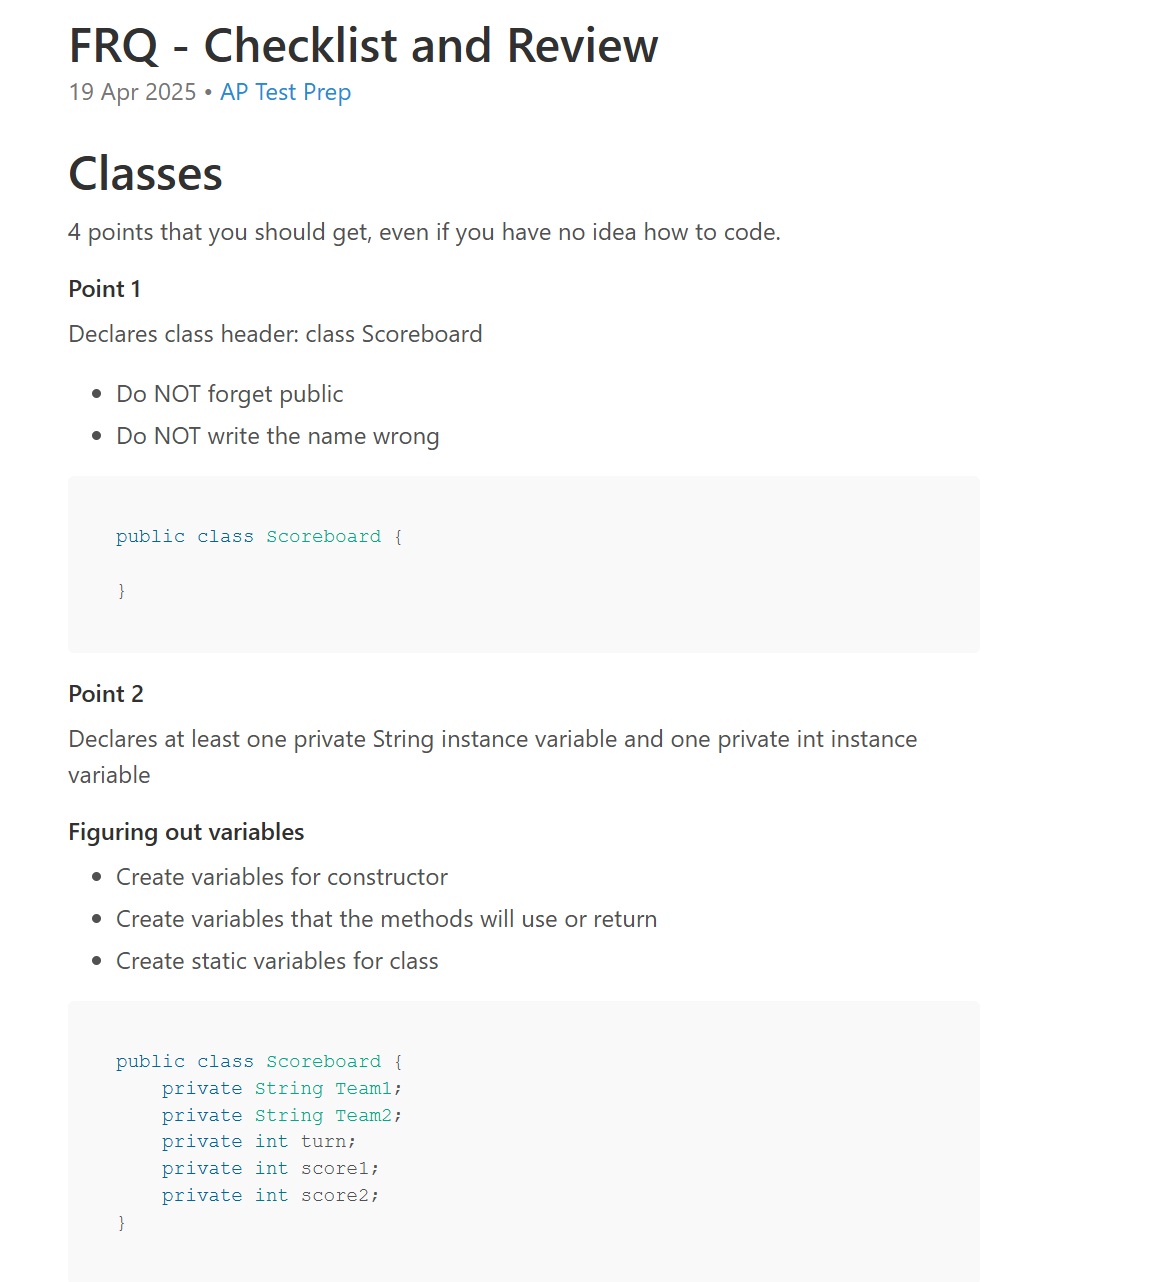 FRQ - Checklist and Review
19 Apr 2025 • AP Test Prep
Classes
4 points that you should get, even if you have no idea how to code.
Point 1
Declares class header: class Scoreboard
• Do NOT forget public
• Do NOT write the name wrong
public class Scoreboard {
}
Point 2
Declares at least one private String instance variable and one private int instance
variable
Figuring out variables
• Create variables for constructor
• Create variables that the methods will use or return
• Create static variables for class
public class Scoreboard {
    private String Team1;
    private String Team2;
    private int turn;
    private int score1;
    private int score2;
}